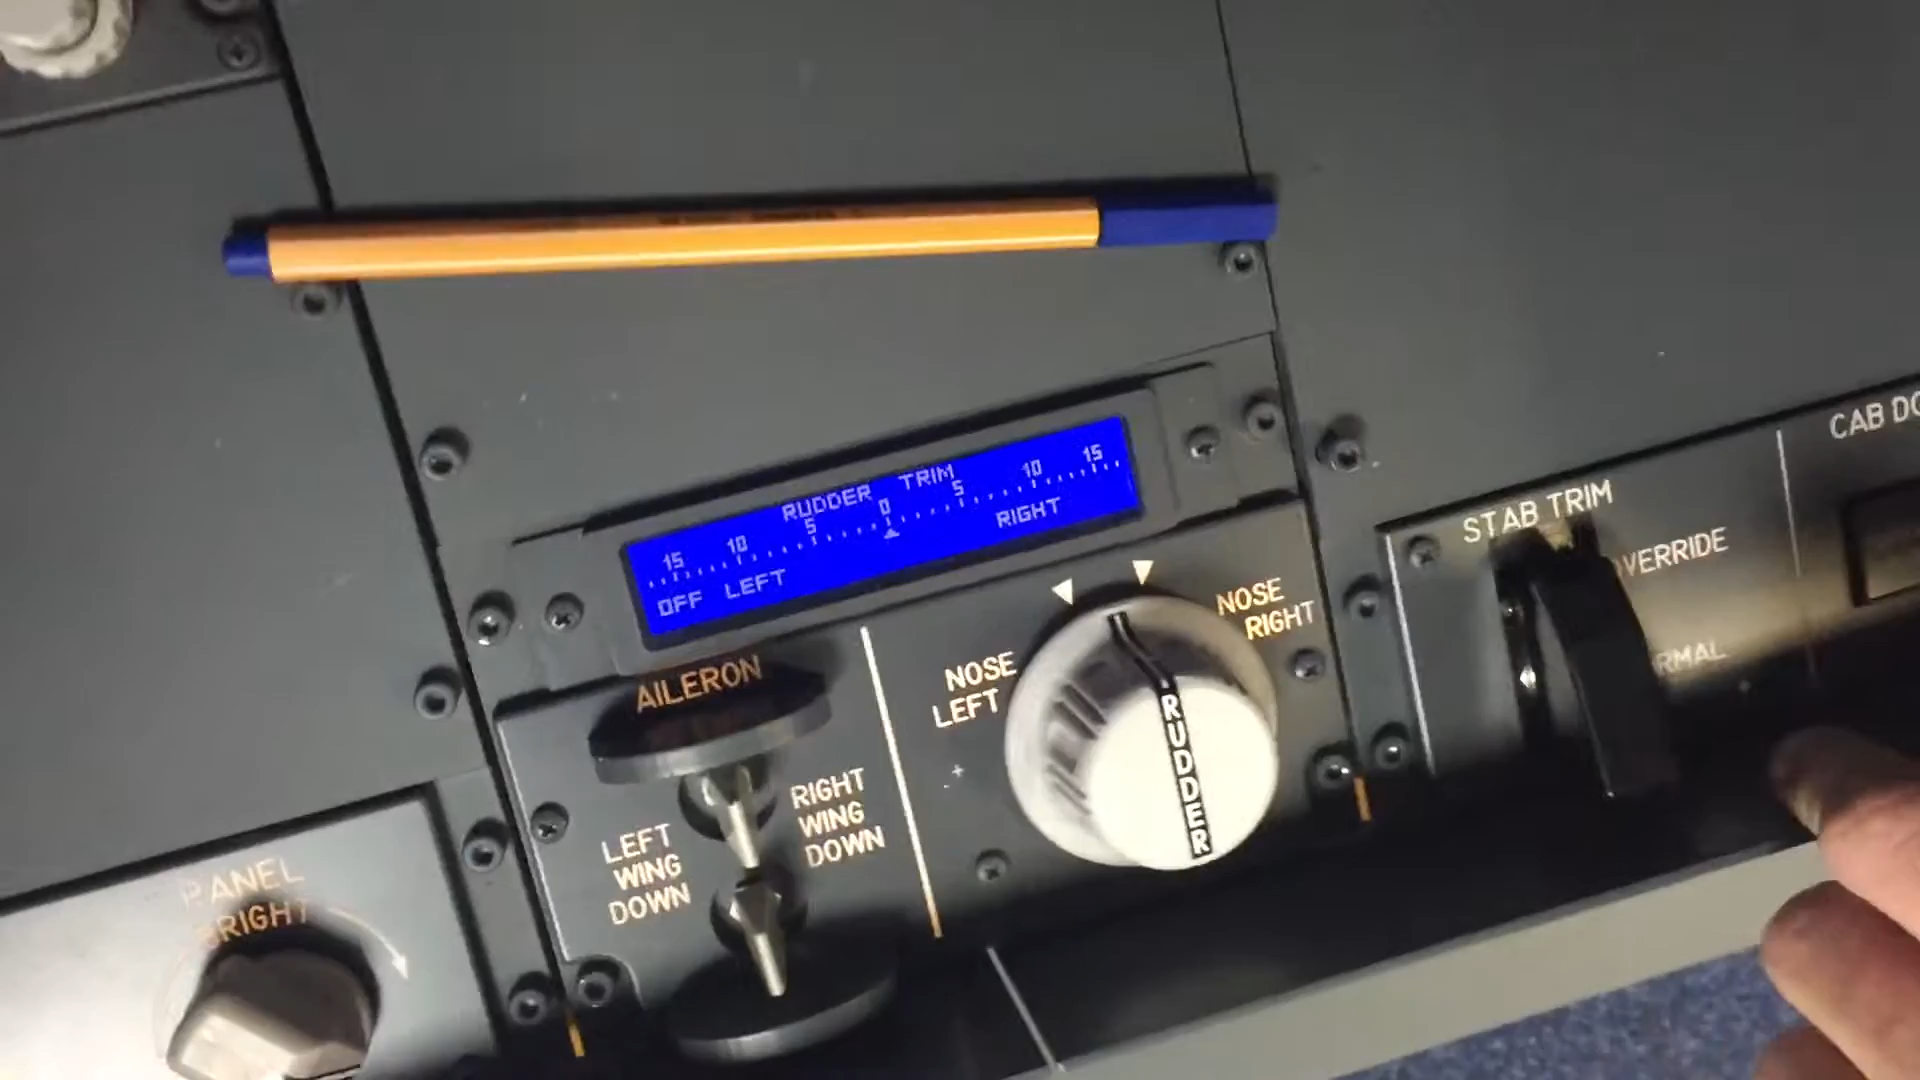 RUDDER TRIM
15 10 5 0 5 10 15
OFF LEFT RIGHT
AILERON
LEFT
WING
DOWN
RIGHT
WING
DOWN
NOSE
LEFT
NOSE
RIGHT
RUDDER
STAB TRIM
OVERRIDE
RMAL
CAB DO
PANEL
BRIGHT